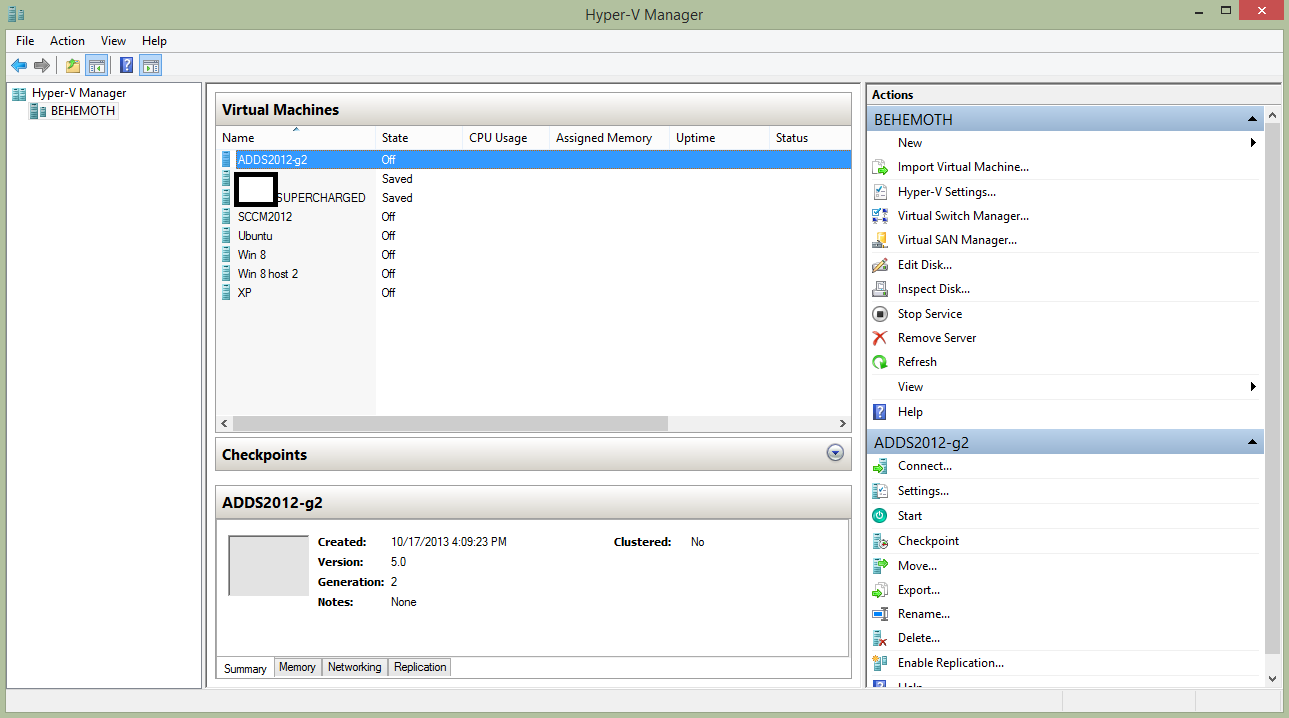 Hyper-V Manager
File Action View Help
Hyper-V Manager
BEHEMOTH
Virtual Machines
Name State CPU Usage Assigned Memory Uptime Status
ADDS2012-g2 Off
Saved
SUPERCHARGED Saved
SCCM2012 Off
Ubuntu Off
Win 8 Off
Win 8 host 2 Off
XP Off
Checkpoints
ADDS2012-g2
Created: 10/17/2013 4:09:23 PM Clustered: No
Version: 5.0
Generation: 2
Notes: None
Summary Memory Networking Replication
Actions
BEHEMOTH
New
Import Virtual Machine...
Hyper-V Settings...
Virtual Switch Manager...
Virtual SAN Manager...
Edit Disk...
Inspect Disk...
Stop Service
Remove Server
Refresh
View
Help
ADDS2012-g2
Connect...
Settings...
Start
Checkpoint
Move...
Export...
Rename...
Delete...
Enable Replication...
Help